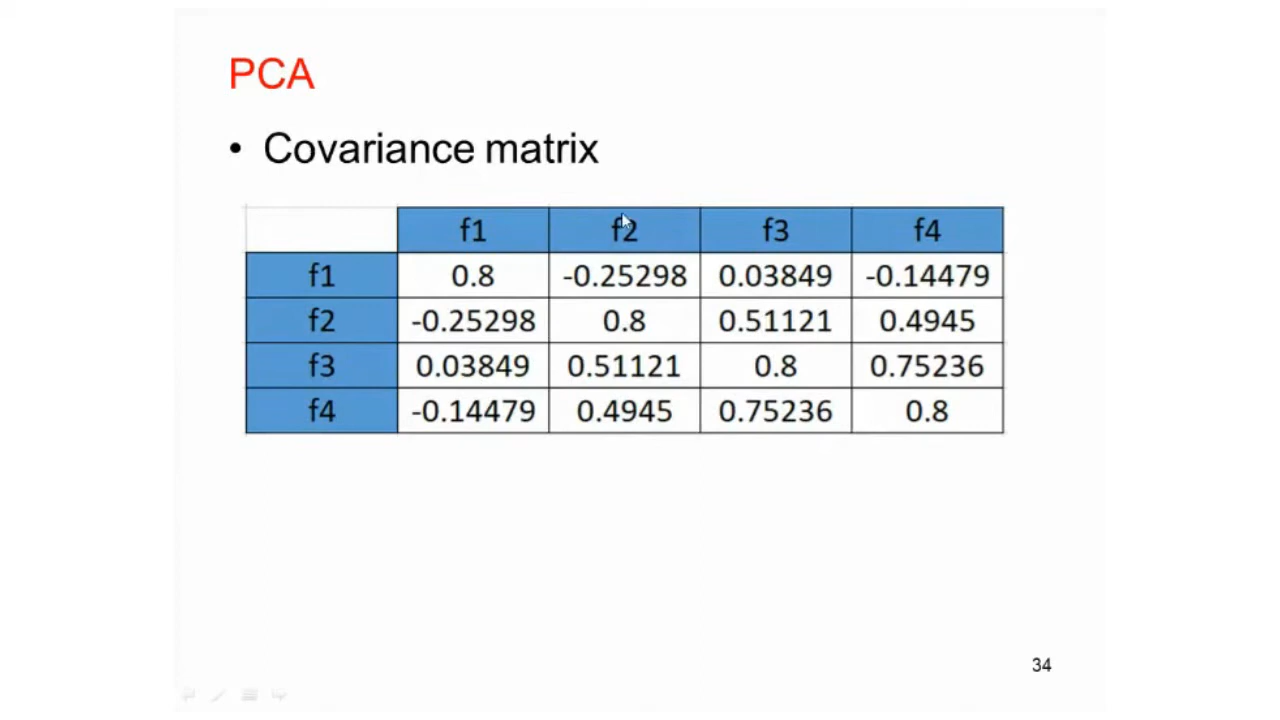 PCA
• Covariance matrix
f1 f2 f3 f4
f1 0.8 -0.25298 0.03849 -0.14479
f2 -0.25298 0.8 0.51121 0.4945
f3 0.03849 0.51121 0.8 0.75236
f4 -0.14479 0.4945 0.75236 0.8
34